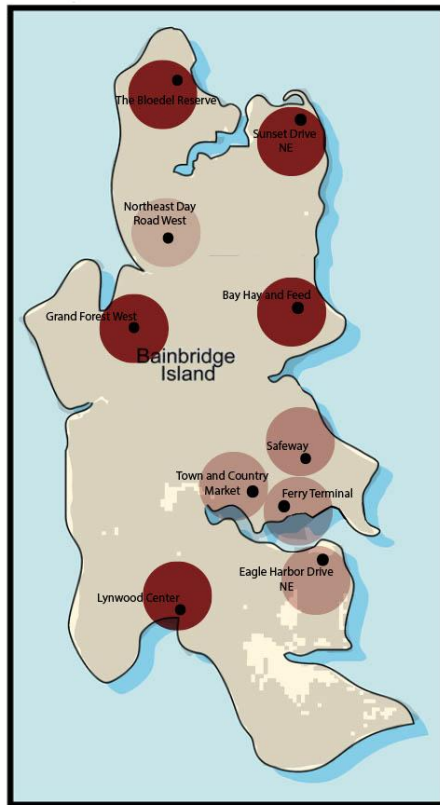 The Bloedel Reserve
Sunset Drive
NE
Northeast Day
Road West
Bay Hay and Feed
Grand Forest West
Bainbridge
Island
Safeway
Town and Country
Market
Ferry Terminal
Eagle Harbor Drive
NE
Lynwood Center